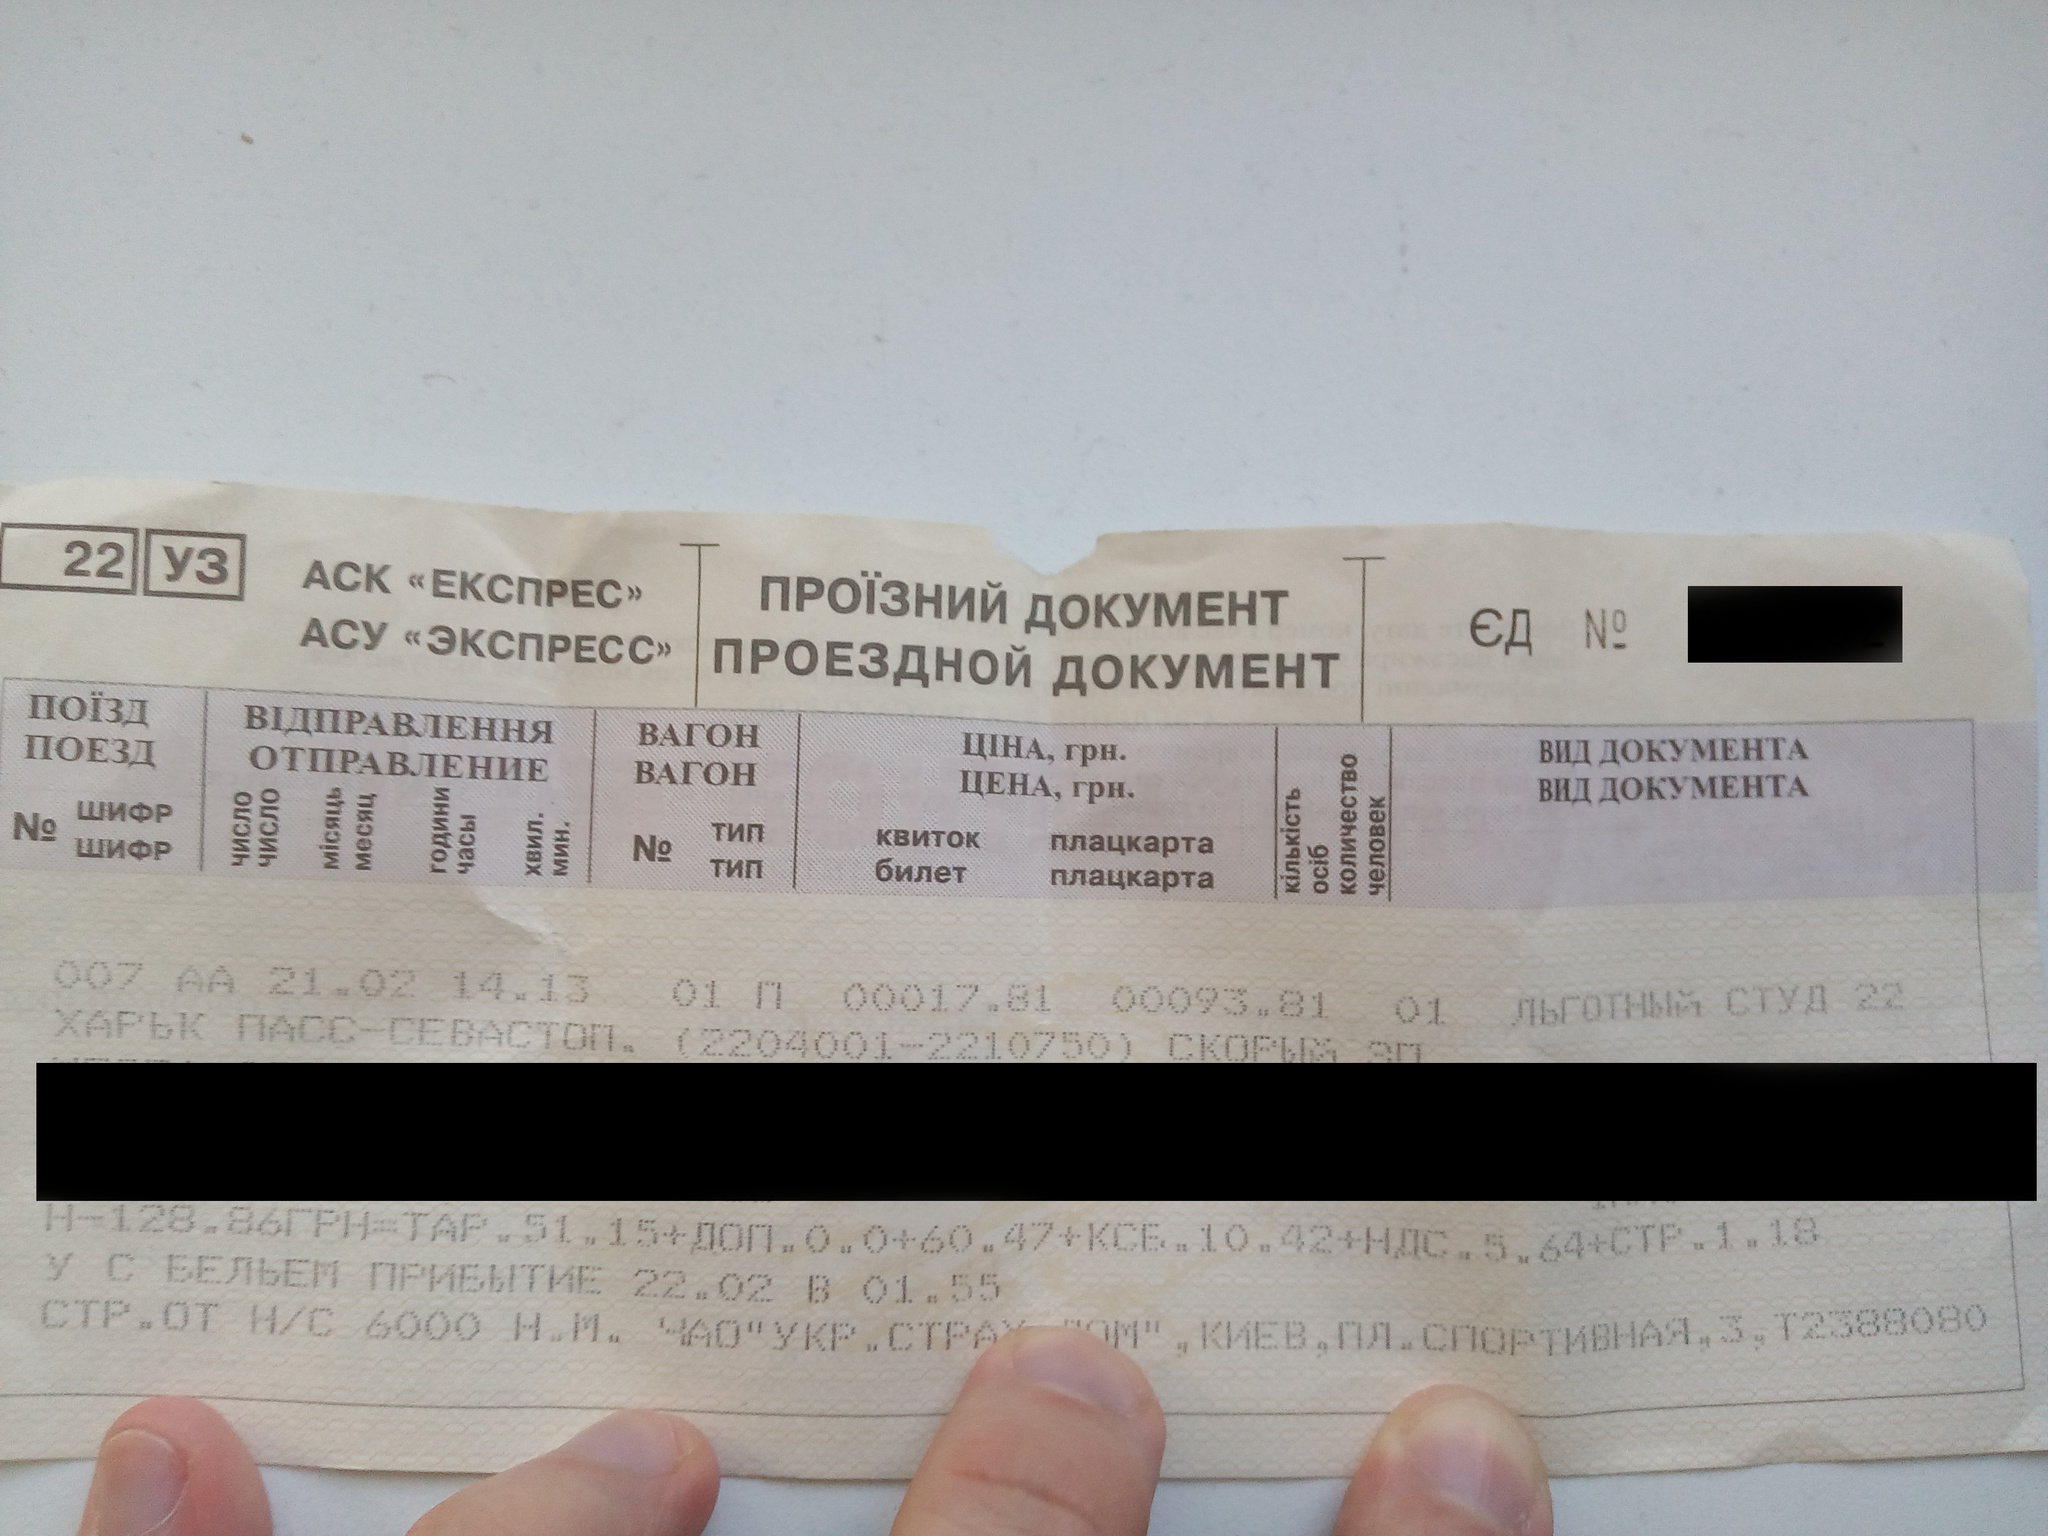 22 УЗ
АСК «ЕКСПРЕС»
АСУ «ЭКСПРЕСС»
ПРОЇЗНИЙ ДОКУМЕНТ
ПРОЕЗДНОЙ ДОКУМЕНТ
ЄД №
ПОЇЗД
ПОЕЗД
№ шифр
шифр
ВІДПРАВЛЕННЯ
ОТПРАВЛЕНИЕ
число
число
місяць
месяц
години
часы
хвил.
мин.
ВАГОН
ВАГОН
№ тип
тип
ЦІНА, грн.
ЦЕНА, грн.
квиток плацкарта
билет плацкарта
кількість
осіб
количество
человек
ВИД ДОКУМЕНТА
ВИД ДОКУМЕНТА
007 АА 21.02 14.13 01 П 00017.81 00093.81 01 ЛЬГОТНЫЙ СТУД 22
ХАРЬК ПАСС-СЕВАСТОП. (2204001-2210750) СКОРЫЙ ЭП
Н-128.86ГРН=ТАР.51.15+ДОП.0.0+60.47+КСБ.10.42+НДС.5.64+СТР.1.18
У С БЕЛЬЕМ ПРИБЫТИЕ 22.02 В 01.55
СТР.ОТ Н/С 6000 Н.М. ЧАО"УКР.СТРАХ ДОМ",КИЕВ,ПЛ.СПОРТИВНАЯ,3,Т2388080